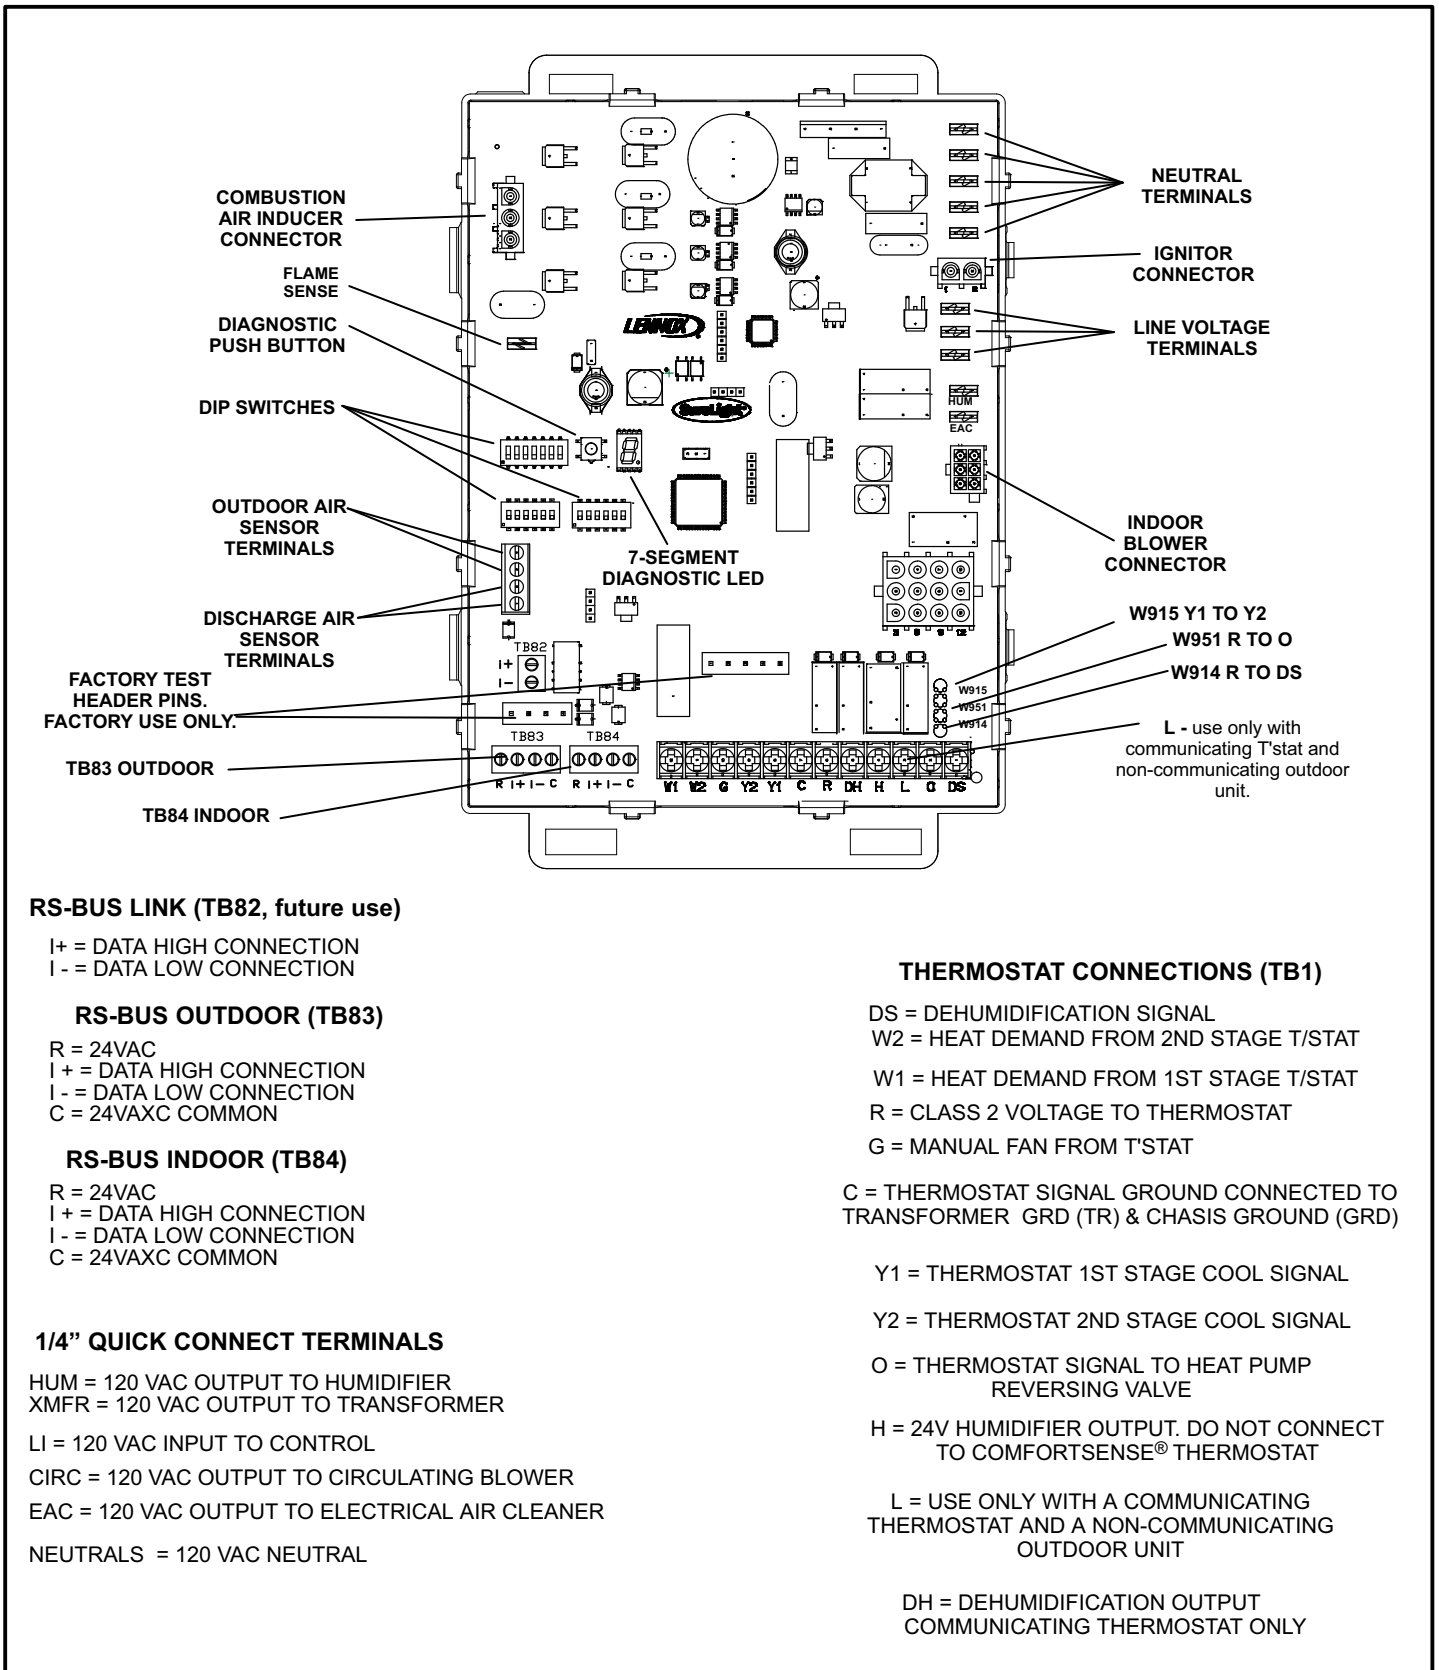 COMBUSTION
AIR INDUCER
CONNECTOR
FLAME
SENSE
DIAGNOSTIC
PUSH BUTTON
DIP SWITCHES
OUTDOOR AIR
SENSOR
TERMINALS
DISCHARGE AIR
SENSOR
TERMINALS
FACTORY TEST
HEADER PINS.
FACTORY USE ONLY.
TB83 OUTDOOR
TB84 INDOOR
LENNOX
SureLight
HUM
EAC
7-SEGMENT
DIAGNOSTIC LED
TB82
I+
I-
TB83
TB84
R I+ I- C
R I+ I- C
W915
W951
W914
W1 W2 G Y2 Y1 C R DH H L O DS
NEUTRAL
TERMINALS
IGNITOR
CONNECTOR
LINE VOLTAGE
TERMINALS
INDOOR
BLOWER
CONNECTOR
W915 Y1 TO Y2
W951 R TO O
W914 R TO DS
L - use only with
communicating T'stat and
non-communicating outdoor
unit.
RS-BUS LINK (TB82, future use)
I+ = DATA HIGH CONNECTION
I - = DATA LOW CONNECTION
RS-BUS OUTDOOR (TB83)
R = 24VAC
I + = DATA HIGH CONNECTION
I - = DATA LOW CONNECTION
C = 24VAXC COMMON
RS-BUS INDOOR (TB84)
R = 24VAC
I + = DATA HIGH CONNECTION
I - = DATA LOW CONNECTION
C = 24VAXC COMMON
1/4” QUICK CONNECT TERMINALS
HUM = 120 VAC OUTPUT TO HUMIDIFIER
XMFR = 120 VAC OUTPUT TO TRANSFORMER
LI = 120 VAC INPUT TO CONTROL
CIRC = 120 VAC OUTPUT TO CIRCULATING BLOWER
EAC = 120 VAC OUTPUT TO ELECTRICAL AIR CLEANER
NEUTRALS = 120 VAC NEUTRAL
THERMOSTAT CONNECTIONS (TB1)
DS = DEHUMIDIFICATION SIGNAL
W2 = HEAT DEMAND FROM 2ND STAGE T/STAT
W1 = HEAT DEMAND FROM 1ST STAGE T/STAT
R = CLASS 2 VOLTAGE TO THERMOSTAT
G = MANUAL FAN FROM T'STAT
C = THERMOSTAT SIGNAL GROUND CONNECTED TO
TRANSFORMER GRD (TR) & CHASIS GROUND (GRD)
Y1 = THERMOSTAT 1ST STAGE COOL SIGNAL
Y2 = THERMOSTAT 2ND STAGE COOL SIGNAL
O = THERMOSTAT SIGNAL TO HEAT PUMP
REVERSING VALVE
H = 24V HUMIDIFIER OUTPUT. DO NOT CONNECT
TO COMFORTSENSE® THERMOSTAT
L = USE ONLY WITH A COMMUNICATING
THERMOSTAT AND A NON-COMMUNICATING
OUTDOOR UNIT
DH = DEHUMIDIFICATION OUTPUT
COMMUNICATING THERMOSTAT ONLY